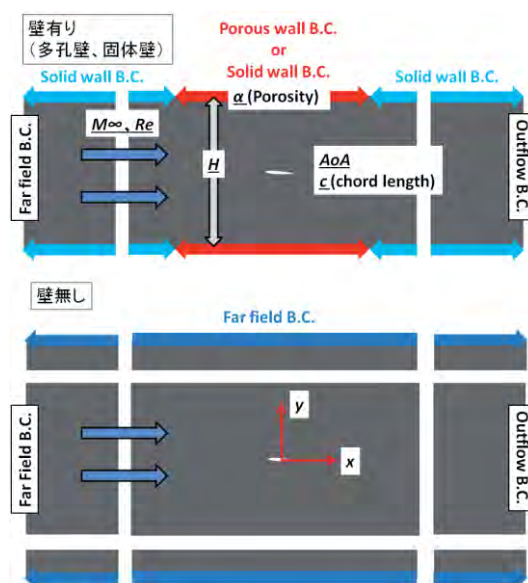 壁有り
(多孔壁、固体壁)
Porous wall B.C.
or
Solid wall B.C.
Solid wall B.C.
Solid wall B.C.
α (Porosity)
M∞、Re
H
AoA
c (chord length)
Far field B.C.
Outflow B.C.
壁無し
Far field B.C.
Far Field B.C.
y
x
Outflow B.C.